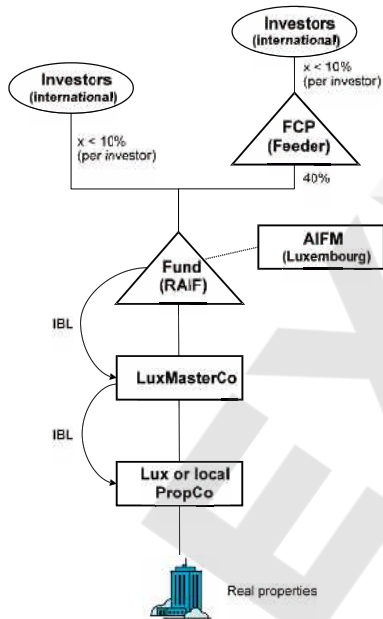 Investors
(international)
x < 10%
(per investor)
Investors
(international)
x < 10%
(per investor)
FCP
(Feeder)
40%
Fund
(RAIF)
AIFM
(Luxembourg)
IBL
LuxMasterCo
IBL
Lux or local
PropCo
Real properties